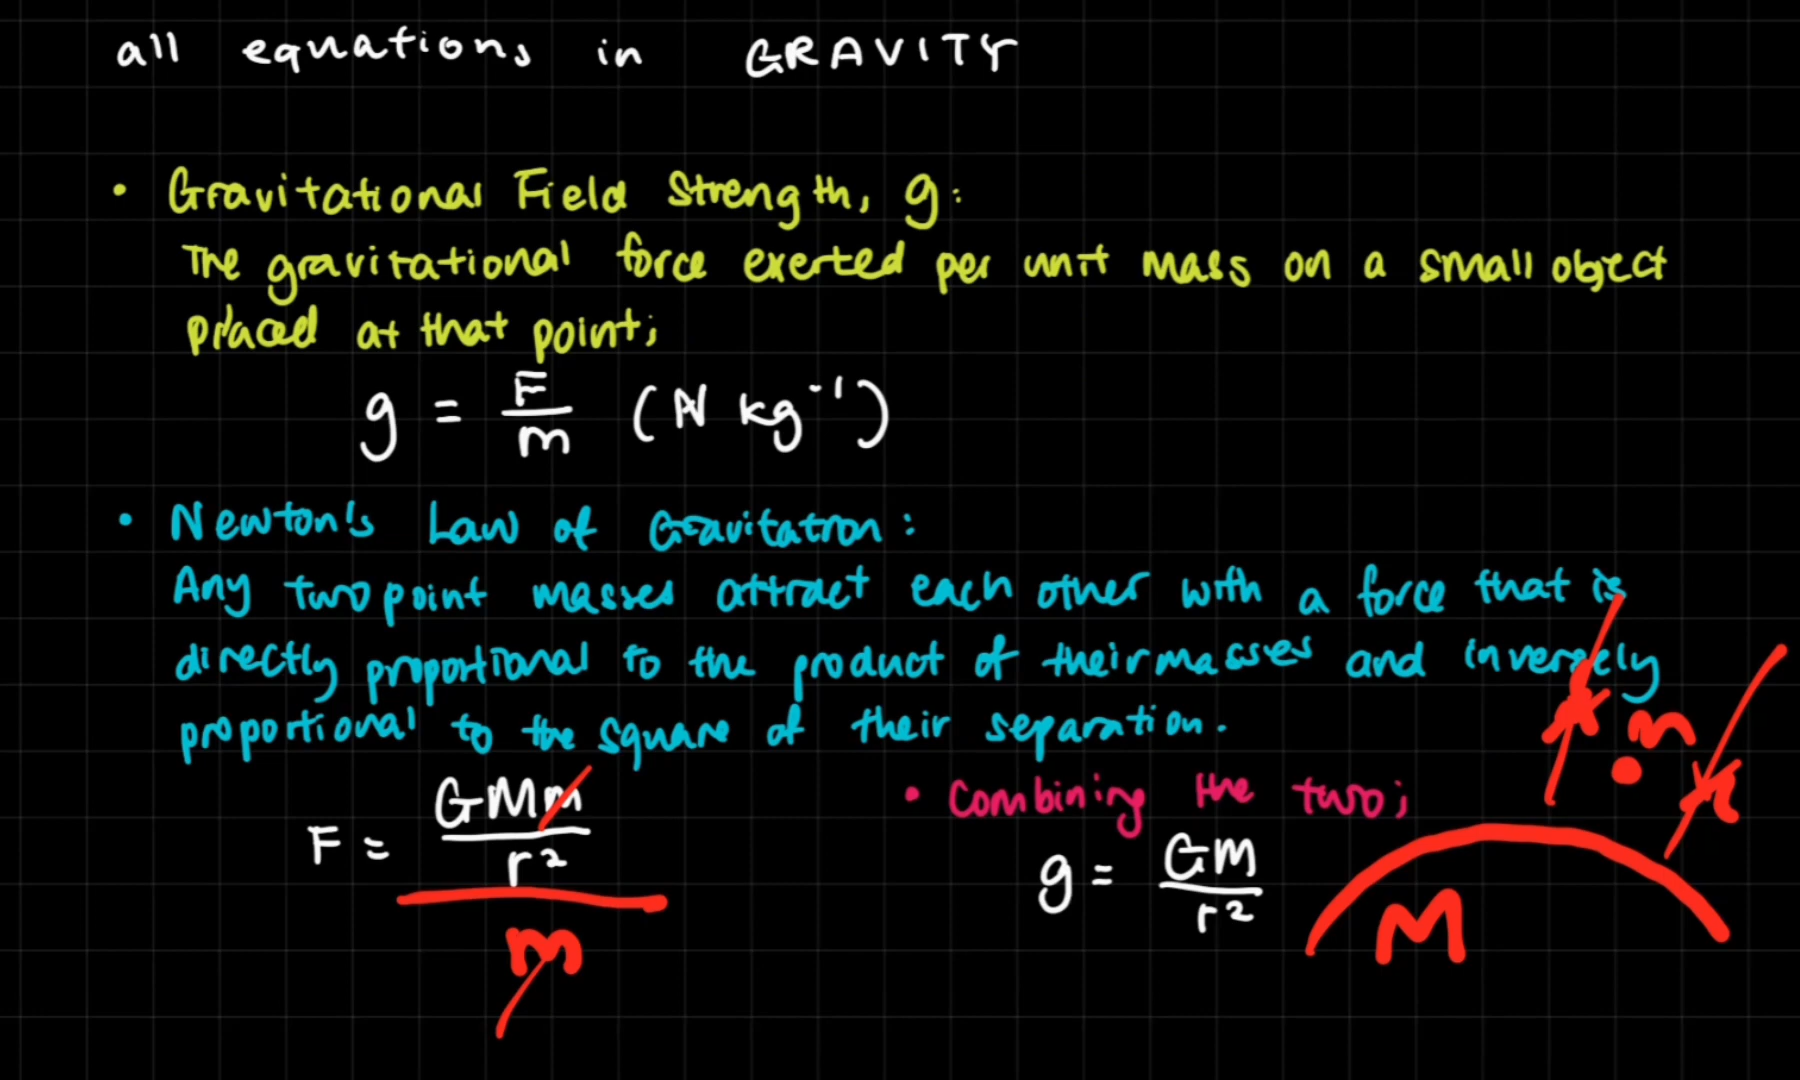 all equations in GRAVITY
• Gravitational Field Strength, g:
The gravitational force exerted per unit mass on a small object
placed at that point;
g = F/m (N kg⁻¹)
• Newton's Law of Gravitation:
Any two point masses attract each other with a force that is
directly proportional to the product of their masses and inversely
proportional to the square of their separation.
F = GMm/r²
m
• Combining the two;
g = GM/r²
m
M